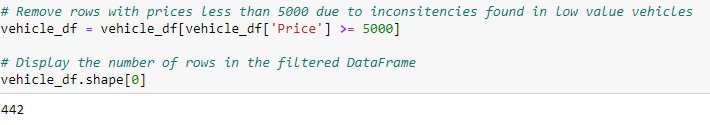 # Remove rows with prices less than 5000 due to inconsitencies found in low value vehicles
vehicle_df = vehicle_df[vehicle_df['Price'] >= 5000]
# Display the number of rows in the filtered DataFrame
vehicle_df.shape[0]
442